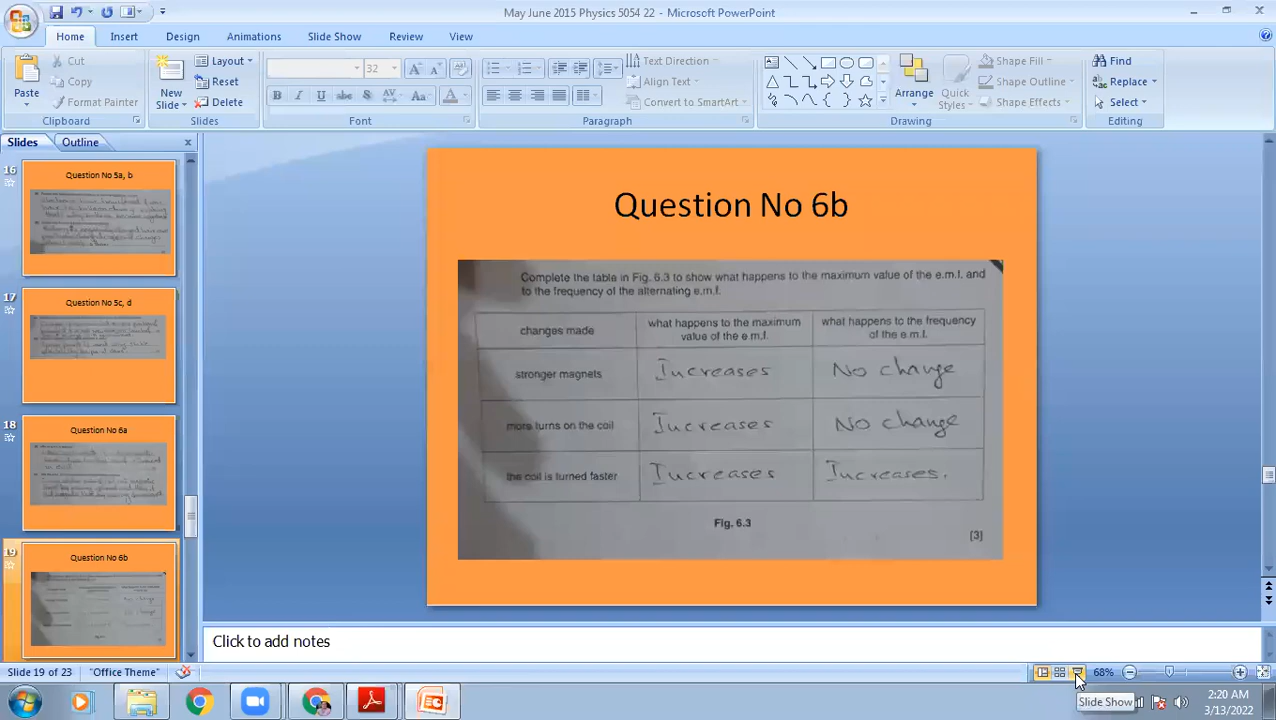 May June 2015 Physics 5054 22 - Microsoft PowerPoint
Home Insert Design Animations Slide Show Review View
Cut
Copy
Format Painter
Paste
Clipboard
New
Slide
Layout
Reset
Delete
Slides
32
Font
Paragraph
Text Direction
Align Text
Convert to SmartArt
Arrange
Quick
Styles
Shape Fill
Shape Outline
Shape Effects
Drawing
Find
Replace
Select
Editing
Slides Outline
16
Question No 5a, b
17
Question No 5c, d
18
Question No 6a
19
Question No 6b
Question No 6b
Complete the table in Fig. 6.3 to show what happens to the maximum value of the e.m.f. and
to the frequency of the alternating e.m.f.
changes made
what happens to the maximum
value of the e.m.f.
what happens to the frequency
of the e.m.f.
stronger magnets Increases No change
more turns on the coil Increases No change
the coil is turned faster Increases Increases.
Fig. 6.3
[3]
Click to add notes
Slide 19 of 23 "Office Theme" 68%
Slide Show
2:20 AM
3/13/2022